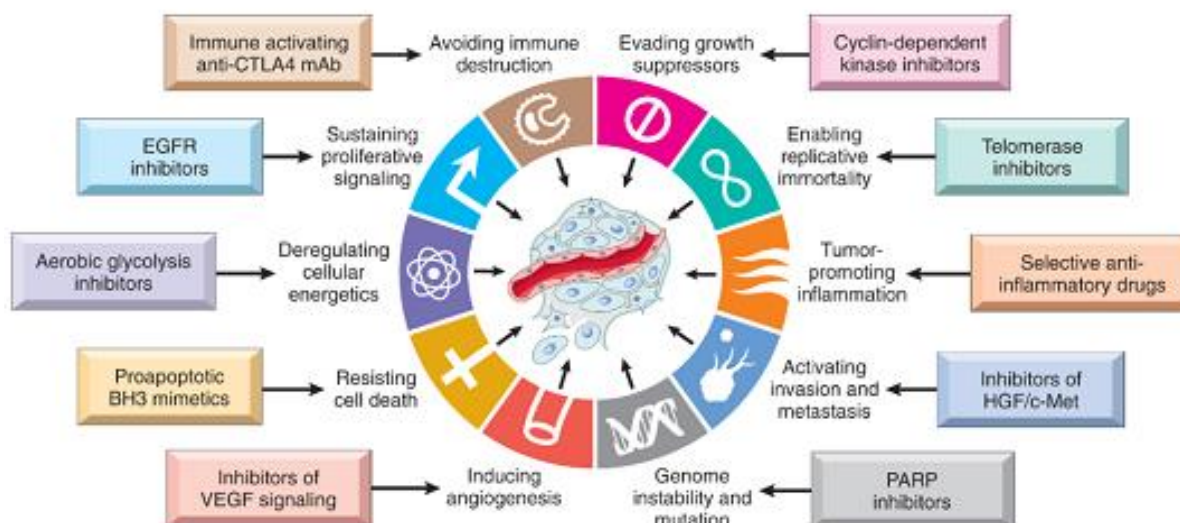 Immune activating
anti-CTLA4 mAb
Avoiding immune
destruction
Evading growth
suppressors
Cyclin-dependent
kinase inhibitors
EGFR
inhibitors
Sustaining
proliferative
signaling
Enabling
replicative
immortality
Telomerase
inhibitors
Aerobic glycolysis
inhibitors
Deregulating
cellular
energetics
Tumor-
promoting
inflammation
Selective anti-
inflammatory drugs
Proapoptotic
BH3 mimetics
Resisting
cell death
Activating
invasion and
metastasis
Inhibitors of
HGF/c-Met
Inhibitors of
VEGF signaling
Inducing
angiogenesis
Genome
instability and
mutation
PARP
inhibitors